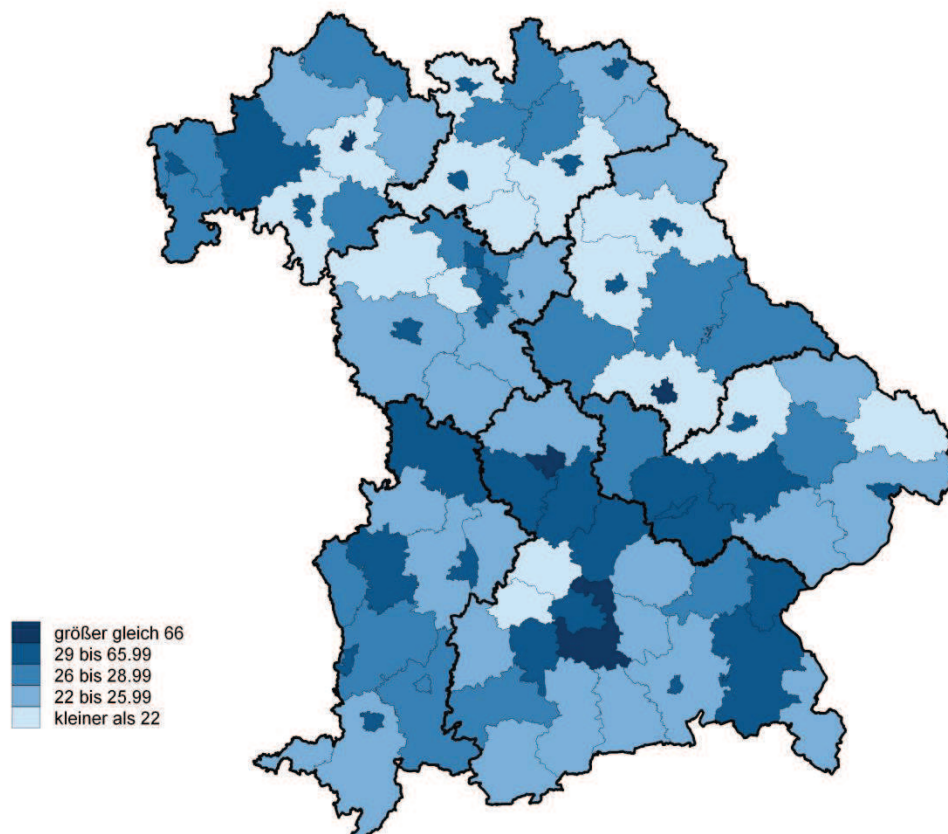 größer gleich 66
29 bis 65.99
26 bis 28.99
22 bis 25.99
kleiner als 22